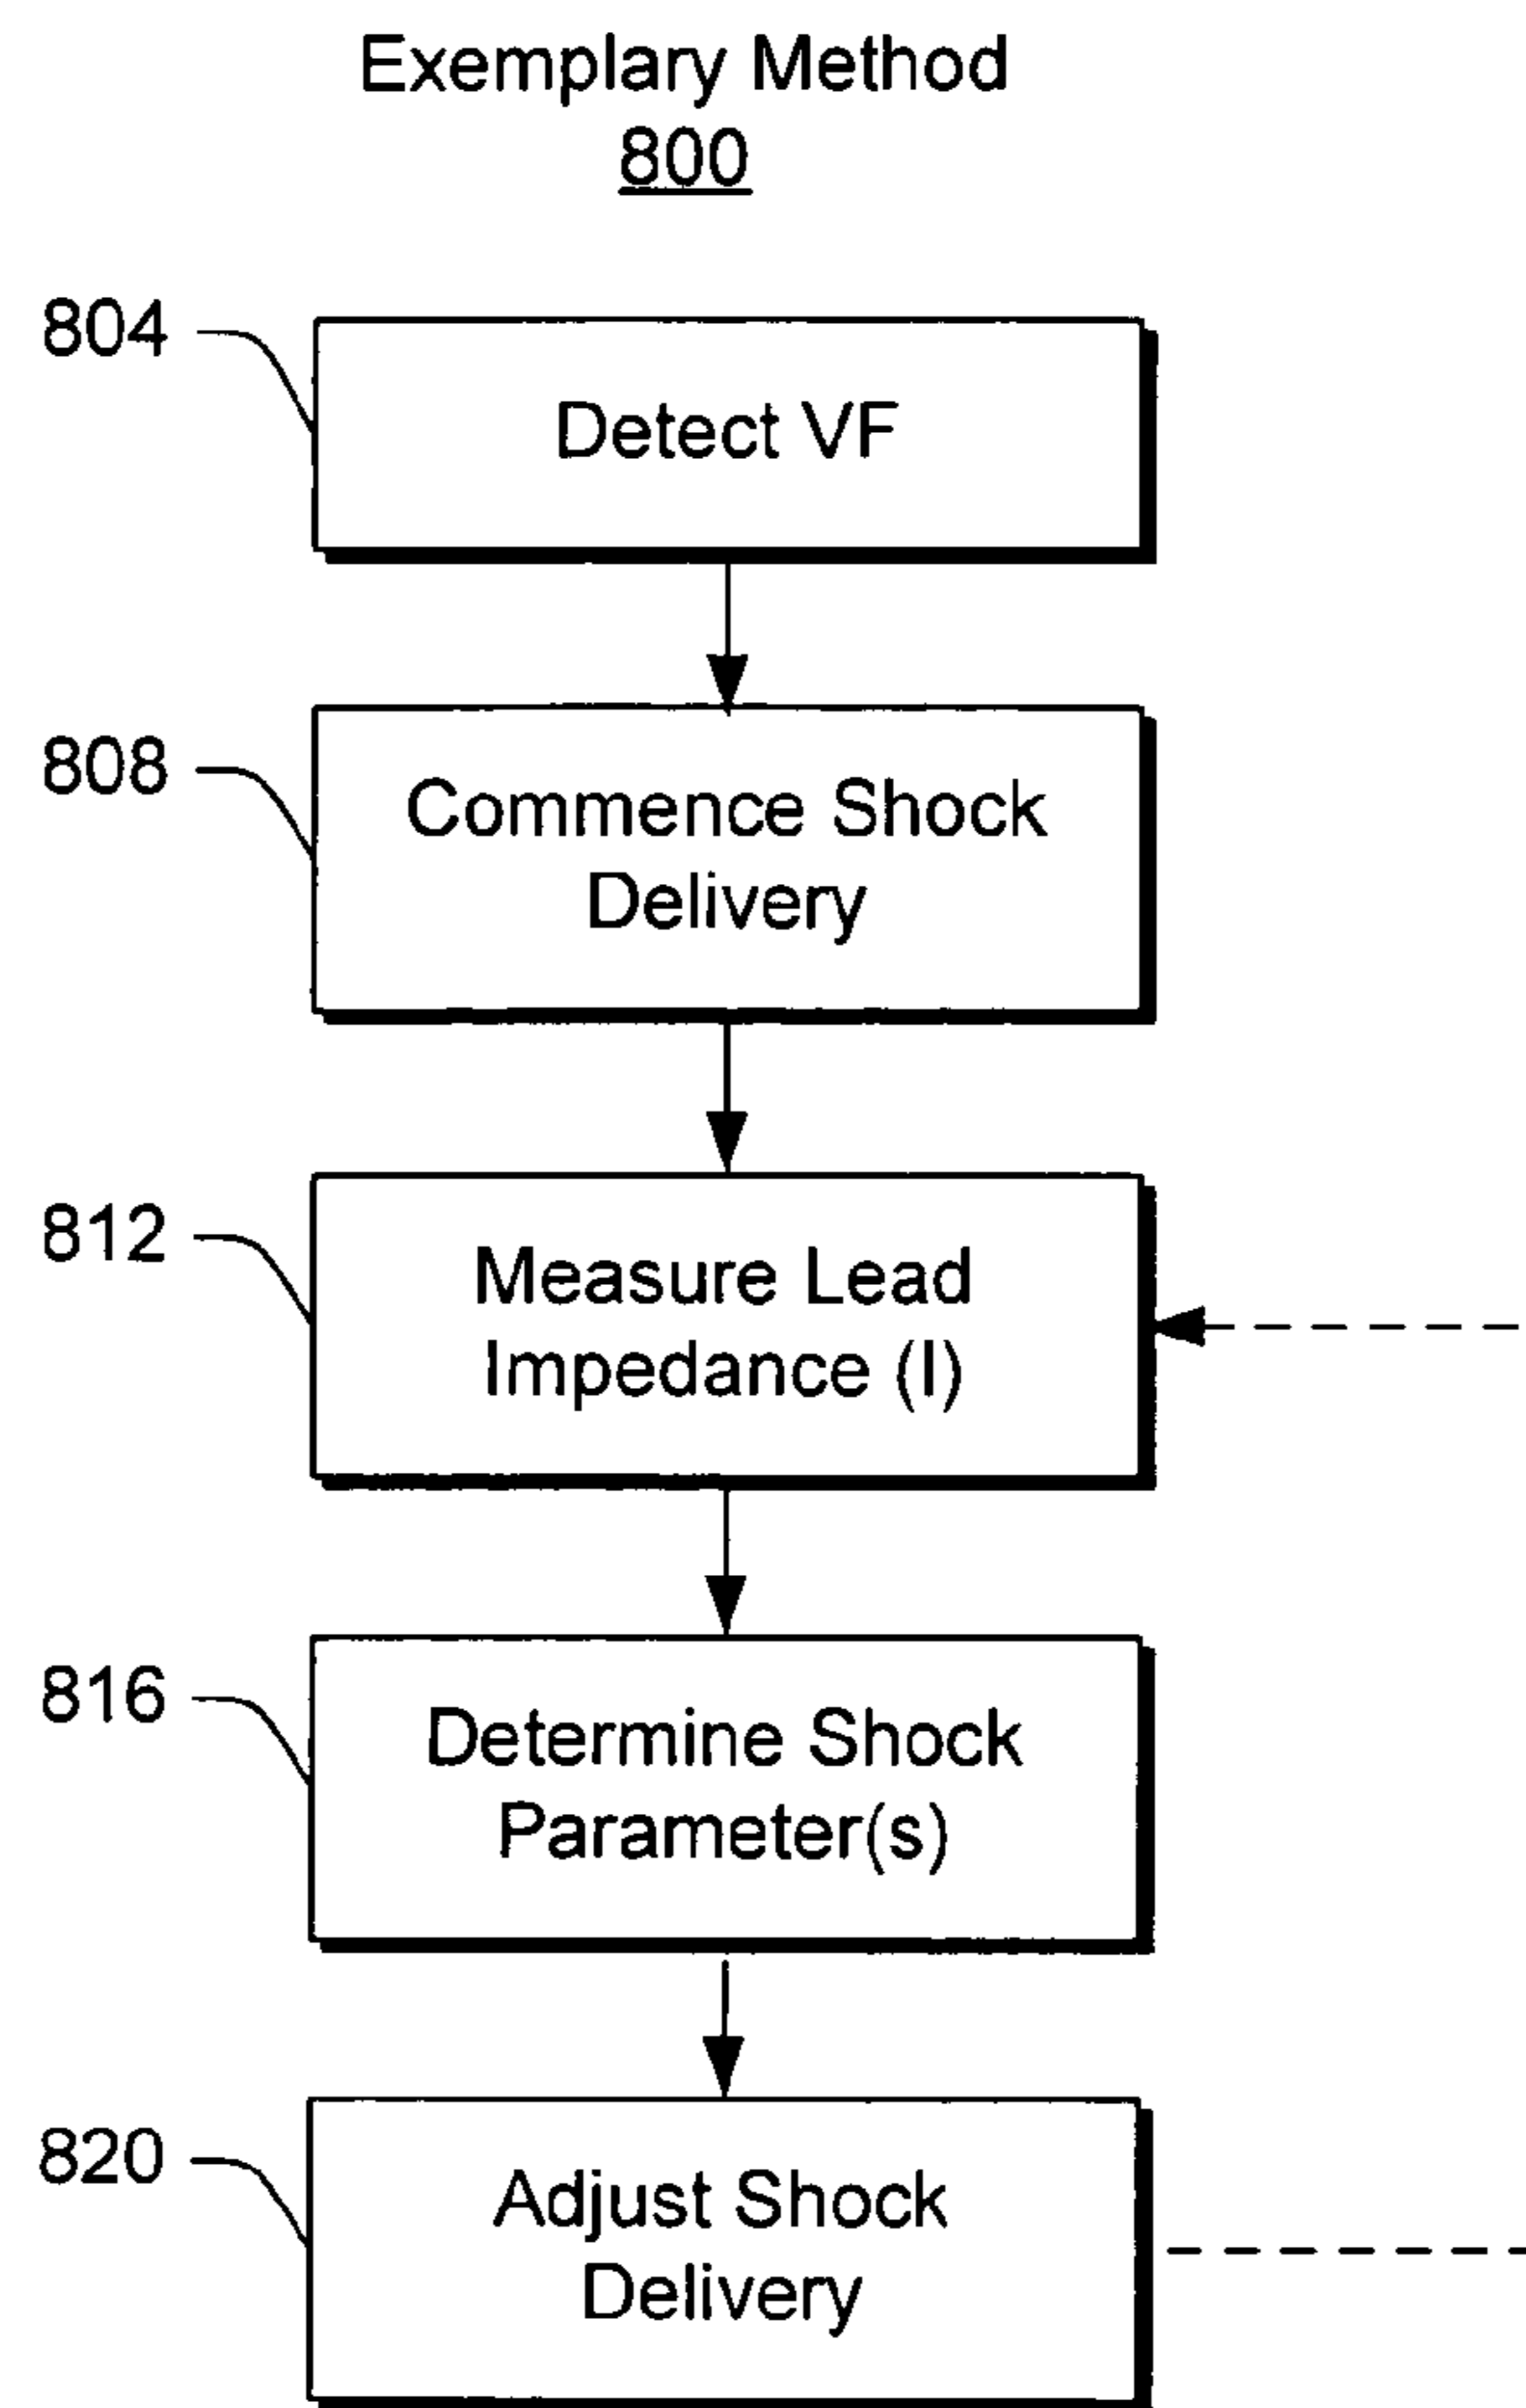 Exemplary Method
800
804
Detect VF
808
Commence Shock
Delivery
812
Measure Lead
Impedance (I)
816
Determine Shock
Parameter(s)
820
Adjust Shock
Delivery